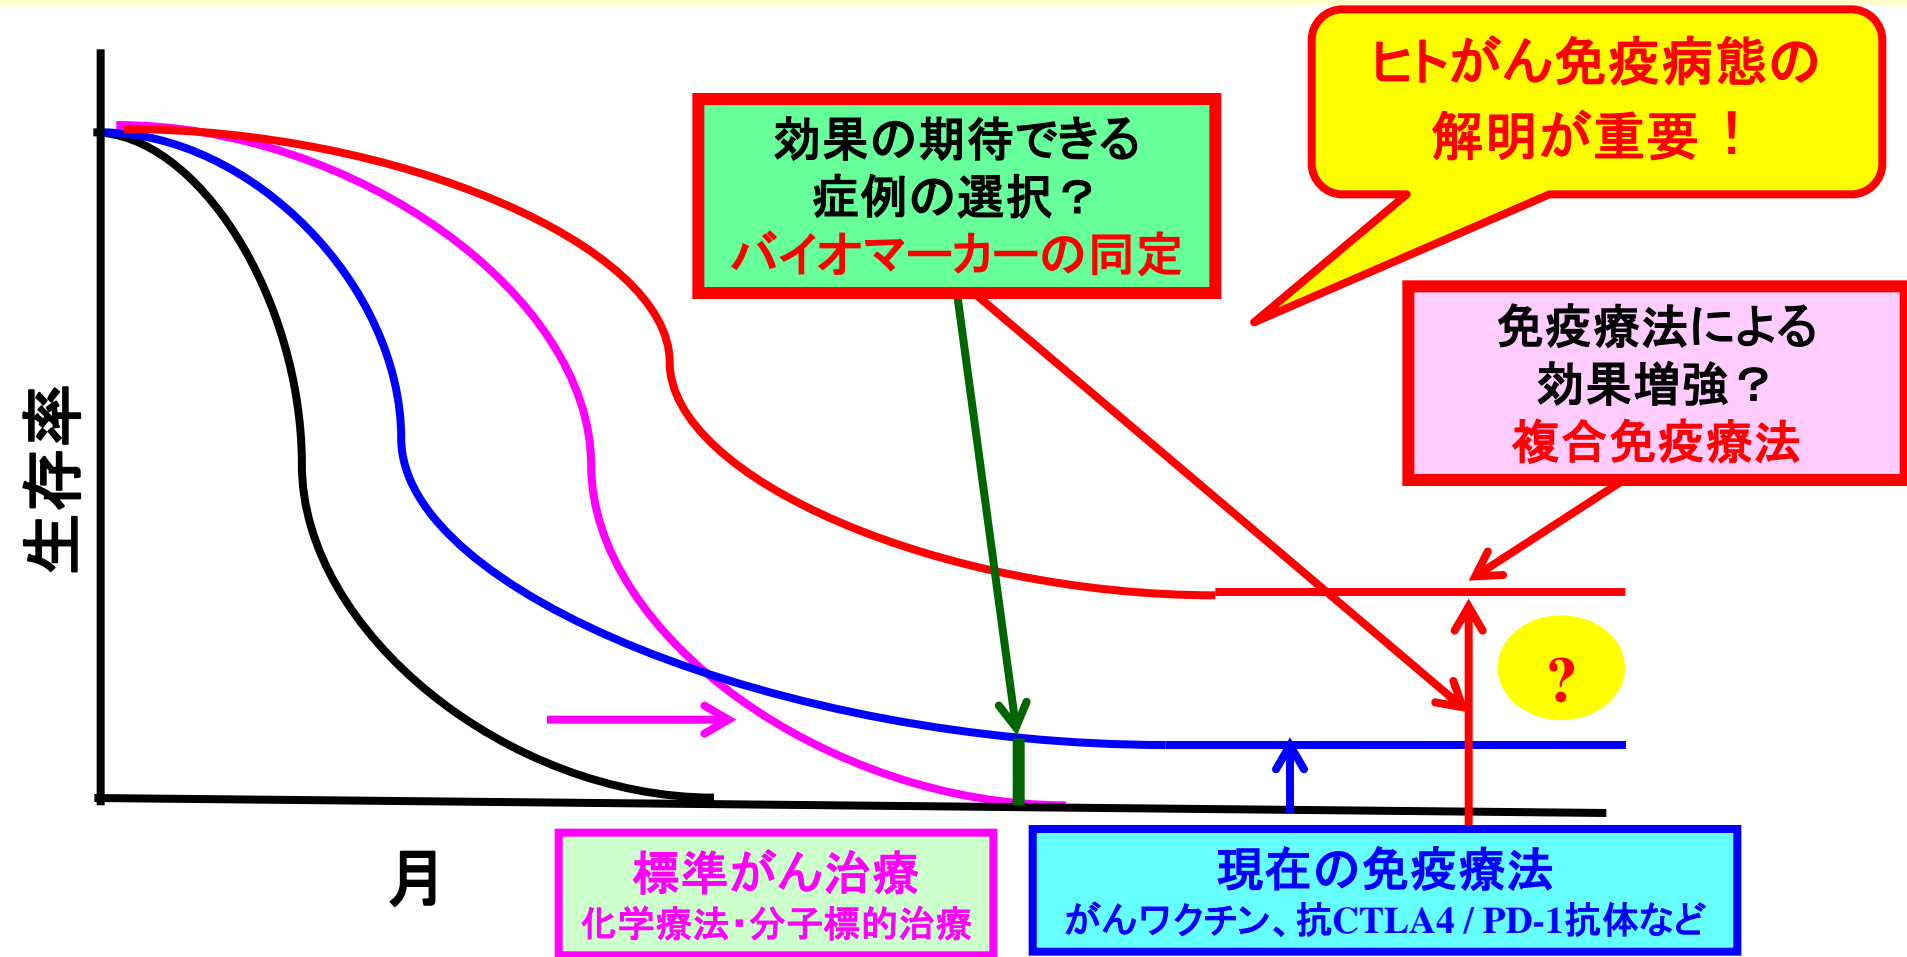 ヒトがん免疫病態の
解明が重要！
効果の期待できる
症例の選択？
バイオマーカーの同定
免疫療法による
効果増強？
複合免疫療法
生存率
?
月
標準がん治療
化学療法・分子標的治療
現在の免疫療法
がんワクチン、抗CTLA4 / PD-1抗体など